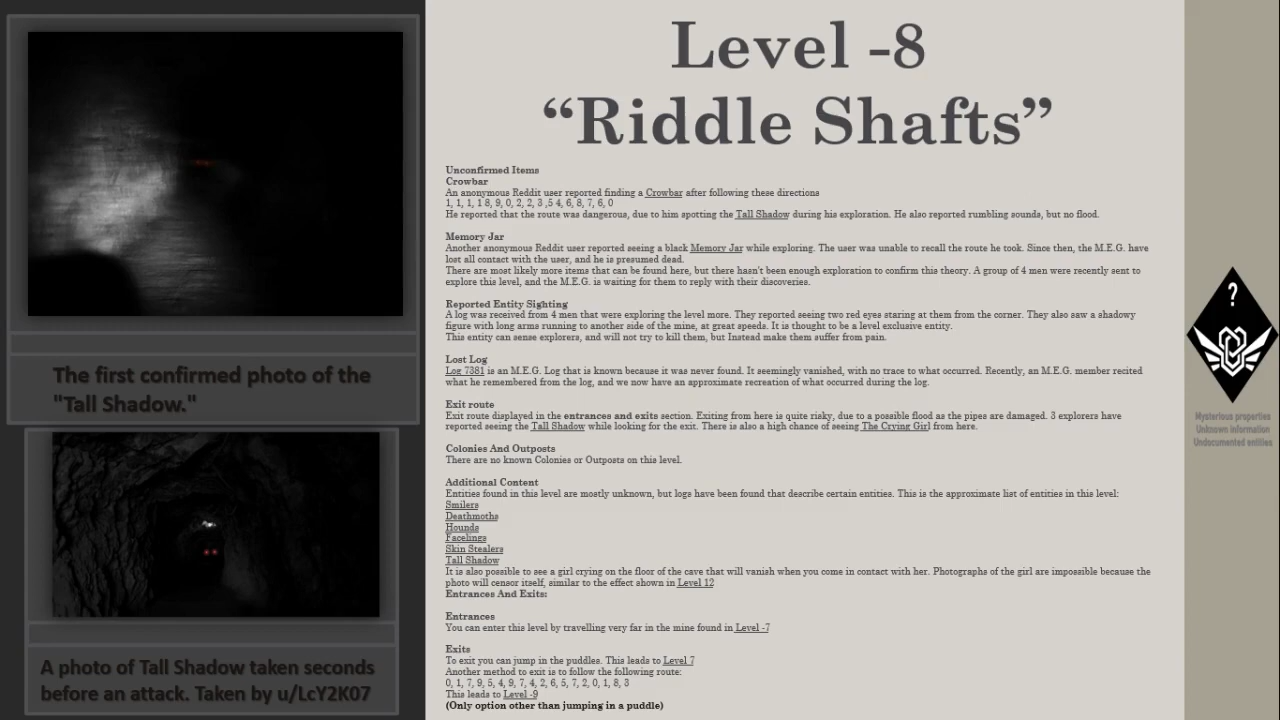 Level -8
“Riddle Shafts”
Unconfirmed Items
Crowbar
An anonymous Reddit user reported finding a Crowbar after following these directions
1, 1, 1, 1 8, 9, 0, 2, 2, 3 ,5 4, 6, 8, 7, 6, 0
He reported that the route was dangerous, due to him spotting the Tall Shadow during his exploration. He also reported rumbling sounds, but no flood.
Memory Jar
Another anonymous Reddit user reported seeing a black Memory Jar while exploring. The user was unable to recall the route he took. Since then, the M.E.G. have
lost all contact with the user, and he is presumed dead.
There are most likely more items that can be found here, but there hasn't been enough exploration to confirm this theory. A group of 4 men were recently sent to
explore this level, and the M.E.G. is waiting for them to reply with their discoveries.
Reported Entity Sighting
A log was received from 4 men that were exploring the level more. They reported seeing two red eyes staring at them from the corner. They also saw a shadowy
figure with long arms running to another side of the mine, at great speeds. It is thought to be a level exclusive entity.
This entity can sense explorers, and will not try to kill them, but Instead make them suffer from pain.
Lost Log
Log 7381 is an M.E.G. Log that is known because it was never found. It seemingly vanished, with no trace to what occurred. Recently, an M.E.G. member recited
what he remembered from the log, and we now have an approximate recreation of what occurred during the log.
Exit route
Exit route displayed in the entrances and exits section. Exiting from here is quite risky, due to a possible flood as the pipes are damaged. 3 explorers have
reported seeing the Tall Shadow while looking for the exit. There is also a high chance of seeing The Crying Girl from here.
Colonies And Outposts
There are no known Colonies or Outposts on this level.
Additional Content
Entities found in this level are mostly unknown, but logs have been found that describe certain entities. This is the approximate list of entities in this level:
Smilers
Deathmoths
Hounds
Facelings
Skin Stealers
Tall Shadow
It is also possible to see a girl crying on the floor of the cave that will vanish when you come in contact with her. Photographs of the girl are impossible because the
photo will censor itself, similar to the effect shown in Level 12
Entrances And Exits:
Entrances
You can enter this level by travelling very far in the mine found in Level -7
Exits
To exit you can jump in the puddles. This leads to Level 7
Another method to exit is to follow the following route:
0, 1, 7, 9, 5, 4, 9, 7, 4, 2, 6, 5, 7, 2, 0, 1, 8, 3
This leads to Level -9
(Only option other than jumping in a puddle)
The first confirmed photo of the
"Tall Shadow."
A photo of Tall Shadow taken seconds
before an attack. Taken by u/LcY2K07
?
Mysterious properties
Unknown information
Undocumented entities